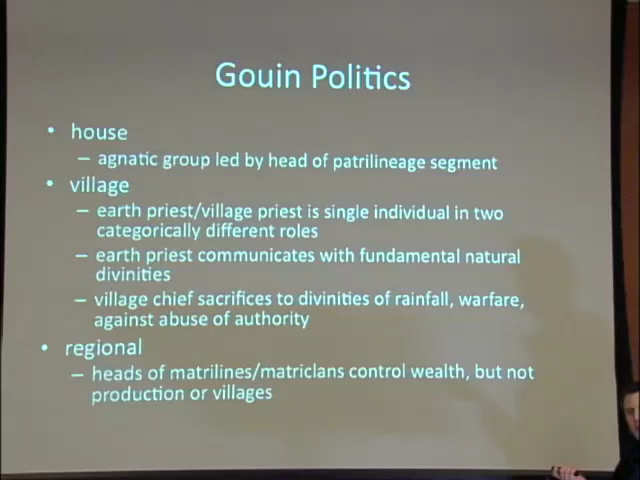 Gouin Politics
• house
– agnatic group led by head of patrilineage segment
• village
– earth priest/village priest is single individual in two
categorically different roles
– earth priest communicates with fundamental natural
divinities
– village chief sacrifices to divinities of rainfall, warfare,
against abuse of authority
• regional
– heads of matrilines/matriclans control wealth, but not
production or villages